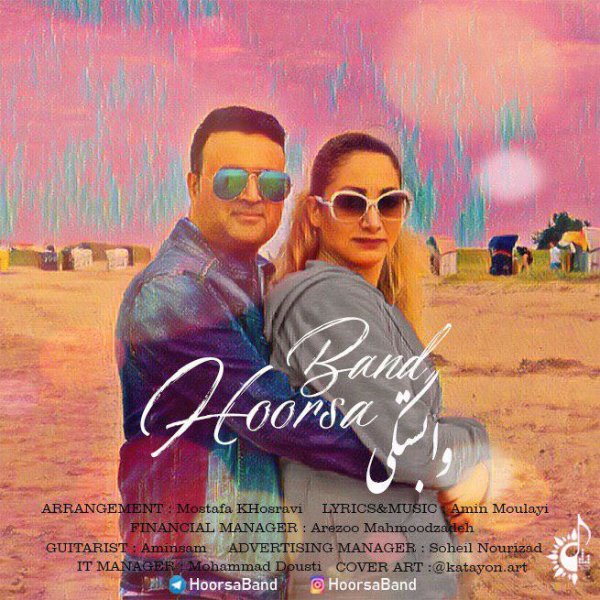 Band
Hoorsa
وابستگی
ARRANGEMENT : Mostafa KHosravi LYRICS&MUSIC : Amin Moulayi
FINANCIAL MANAGER : Arezoo Mahmoodzadeh
GUITARIST : Aminsam ADVERTISING MANAGER : Soheil Nourizad
IT MANAGER : Mohammad Dousti COVER ART :@katayon.art
HoorsaBand HoorsaBand